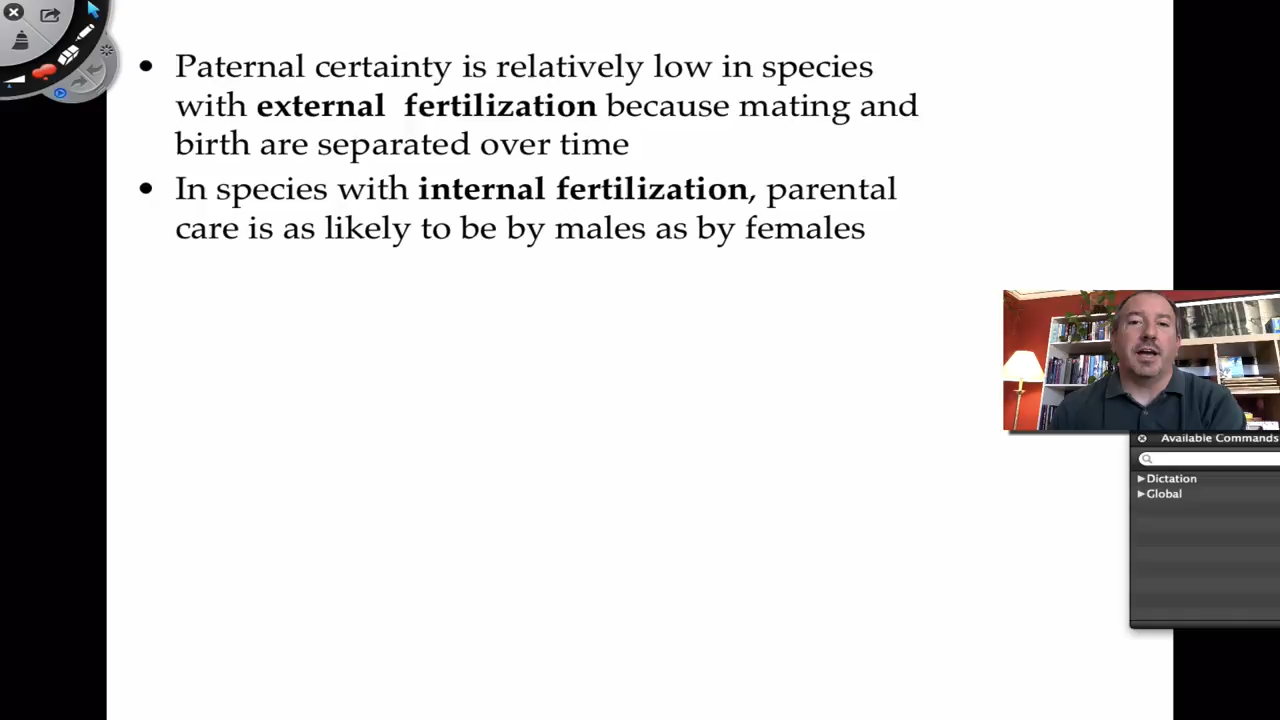 • Paternal certainty is relatively low in species
with external fertilization because mating and
birth are separated over time
• In species with internal fertilization, parental
care is as likely to be by males as by females
Available Commands
Dictation
Global